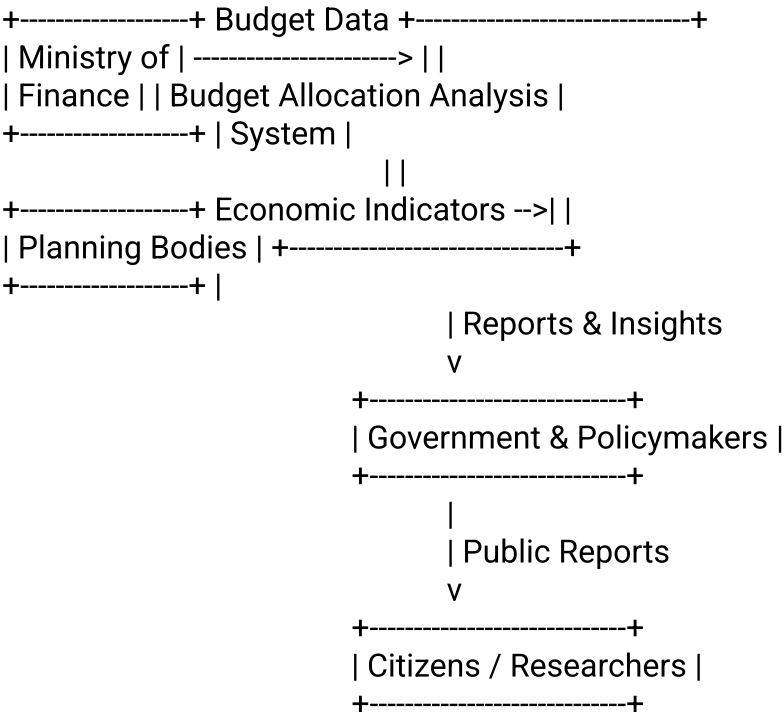 +-------------------+ Budget Data +-------------------------------+
| Ministry of | -----------------------> | |
| Finance | | Budget Allocation Analysis |
+-------------------+ | System |
| |
+-------------------+ Economic Indicators -->| |
| Planning Bodies | +-------------------------------+
+-------------------+ |
| Reports & Insights
v
+-----------------------------+
| Government & Policymakers |
+-----------------------------+
|
| Public Reports
v
+-----------------------------+
| Citizens / Researchers |
+-----------------------------+